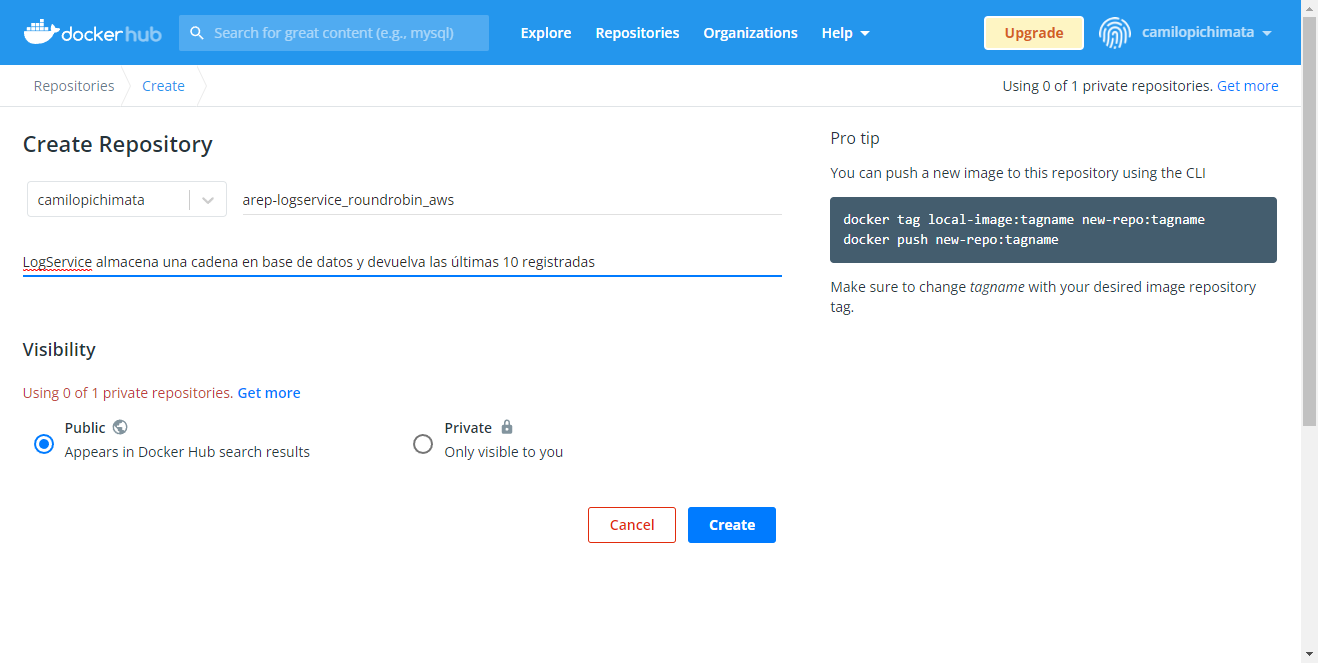 dockerhub Search for great content (e.g., mysql) Explore Repositories Organizations Help Upgrade camilopichimata
Repositories Create Using 0 of 1 private repositories. Get more
Create Repository
camilopichimata arep-logservice_roundrobin_aws
LogService almacena una cadena en base de datos y devuelva las últimas 10 registradas
Visibility
Using 0 of 1 private repositories. Get more
Public
Appears in Docker Hub search results
Private
Only visible to you
Cancel Create
Pro tip
You can push a new image to this repository using the CLI
docker tag local-image:tagname new-repo:tagname
docker push new-repo:tagname
Make sure to change tagname with your desired image repository
tag.